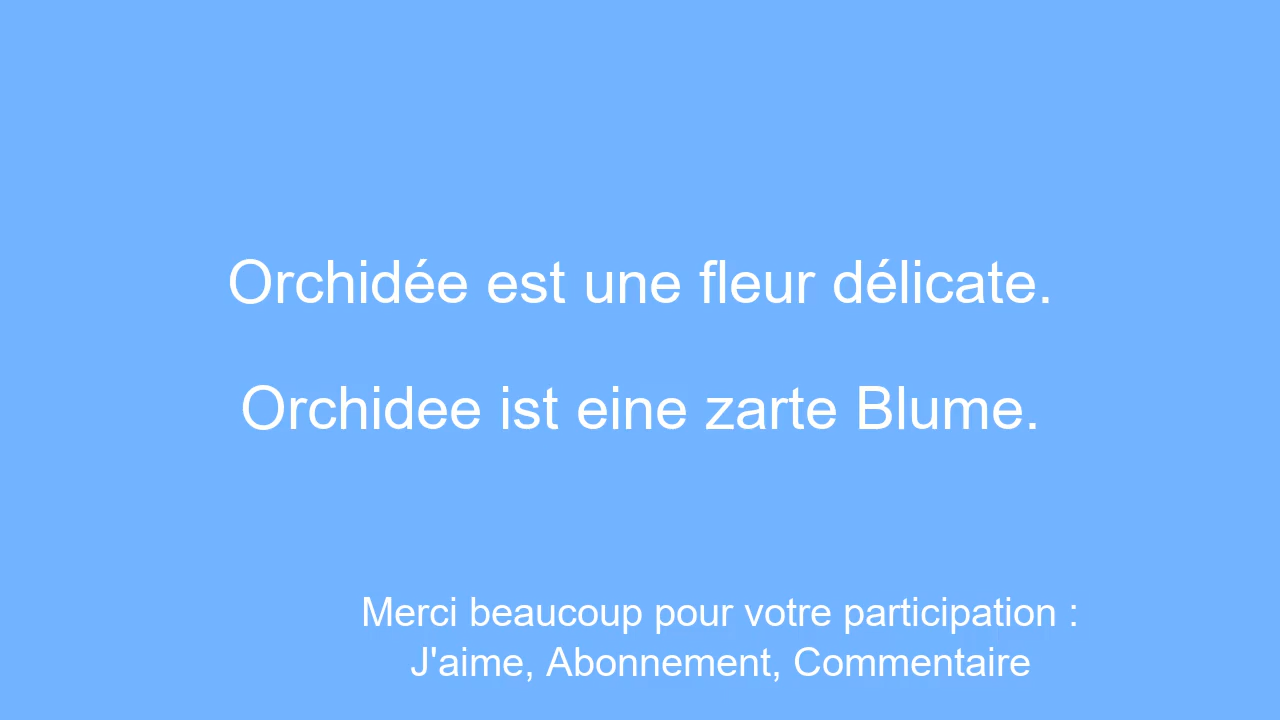 Orchidée est une fleur délicate.
Orchidee ist eine zarte Blume.
Merci beaucoup pour votre participation :
J'aime, Abonnement, Commentaire